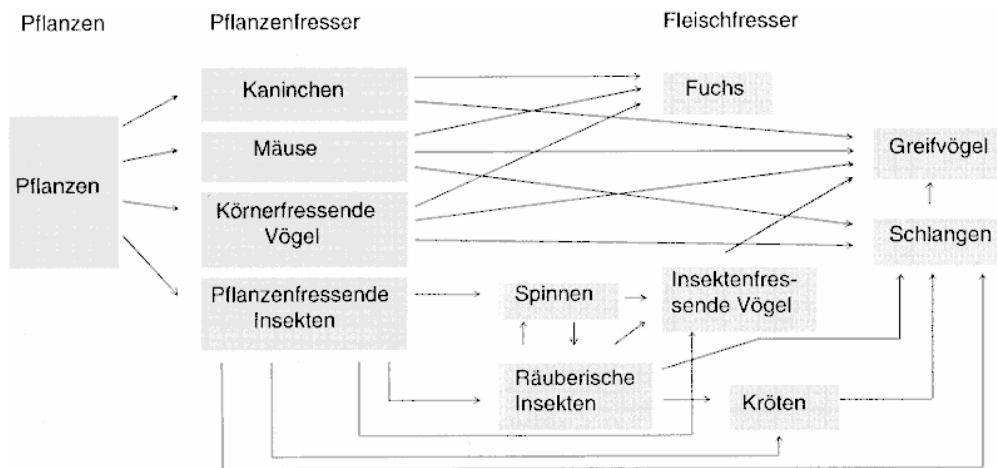 Pflanzen
Pflanzenfresser
Fleischfresser
Pflanzen
Kaninchen
Mäuse
Körnerfressende
Vögel
Pflanzenfressende
Insekten
Fuchs
Greifvögel
Schlangen
Spinnen
Insektenfres-
sende Vögel
Räuberische
Insekten
Kröten